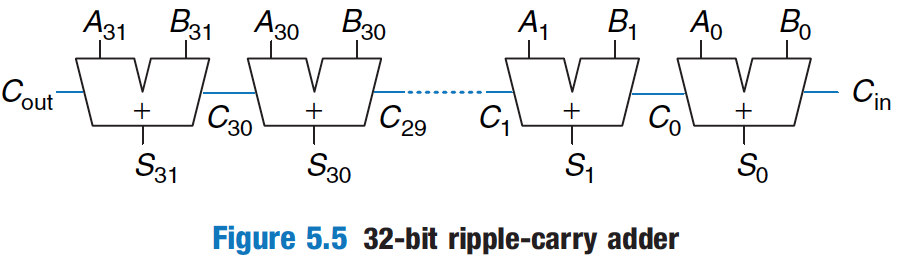 A31 B31 A30 B30 A1 B1 A0 B0
Cout + C30 + C29 C1 + C0 + Cin
S31 S30 S1 S0
Figure 5.5 32-bit ripple-carry adder